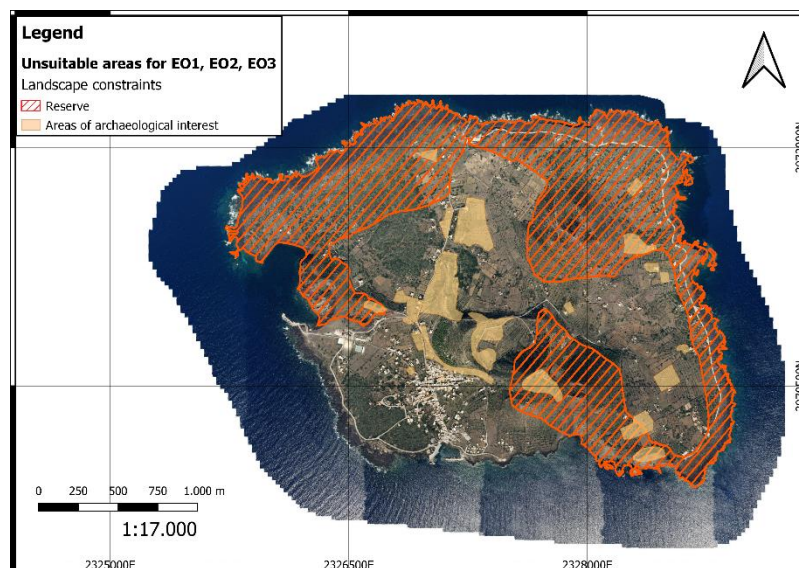 Legend
Unsuitable areas for EO1, EO2, EO3
Landscape constraints
Reserve
Areas of archaeological interest
0 250 500 750 1.000 m
1:17.000
2325000E 2326500E 2328000E